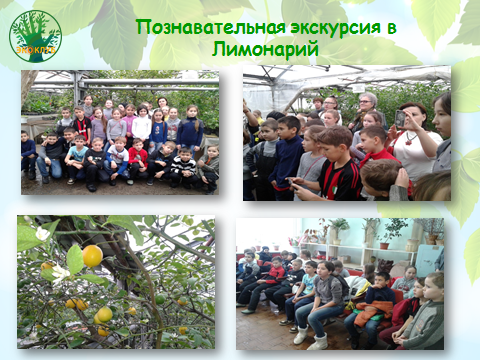 Познавательная экскурсия в
Лимонарий